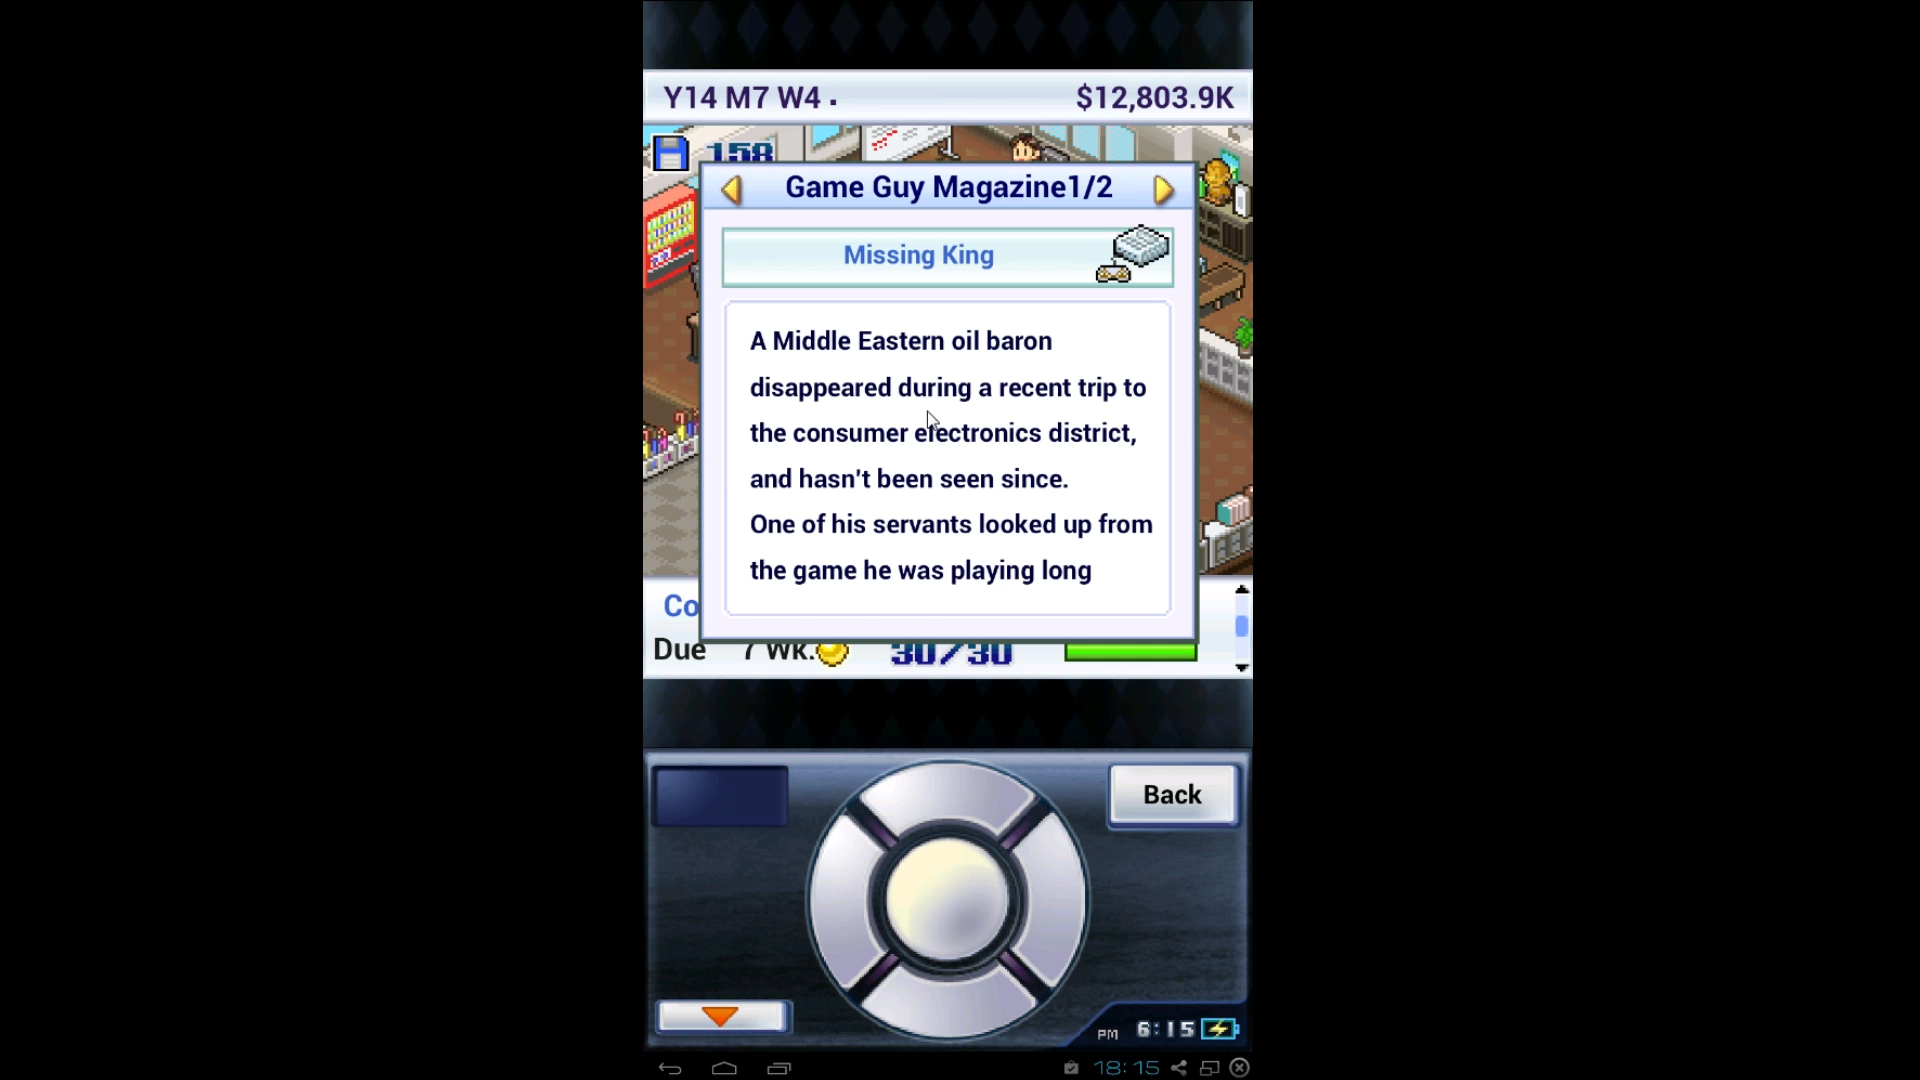 Y14 M7 W4 .
$12,803.9K
158
Game Guy Magazine1/2
Missing King
A Middle Eastern oil baron
disappeared during a recent trip to
the consumer electronics district,
and hasn't been seen since.
One of his servants looked up from
the game he was playing long
Co
Due 7 Wk. 30/30
Back
PM 6:15
18:15